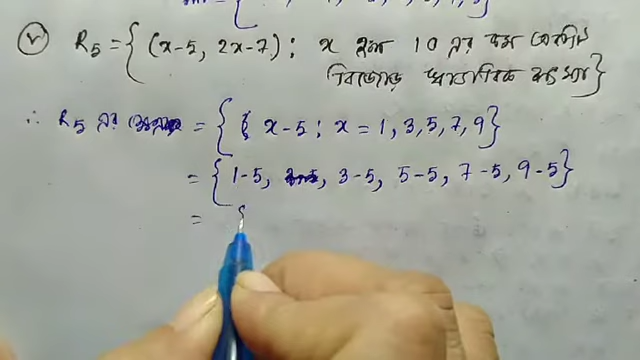 (v) R₅ = {(x-5, 2x-7) ; x হল 10 এর কম
বিজোড় স্বাভাবিক সংখ্যা}
∴ R₅ এর = { { x-5 ; x = 1, 3, 5, 7, 9}
= {1-5, 3-5, 5-5, 7-5, 9-5}
= {